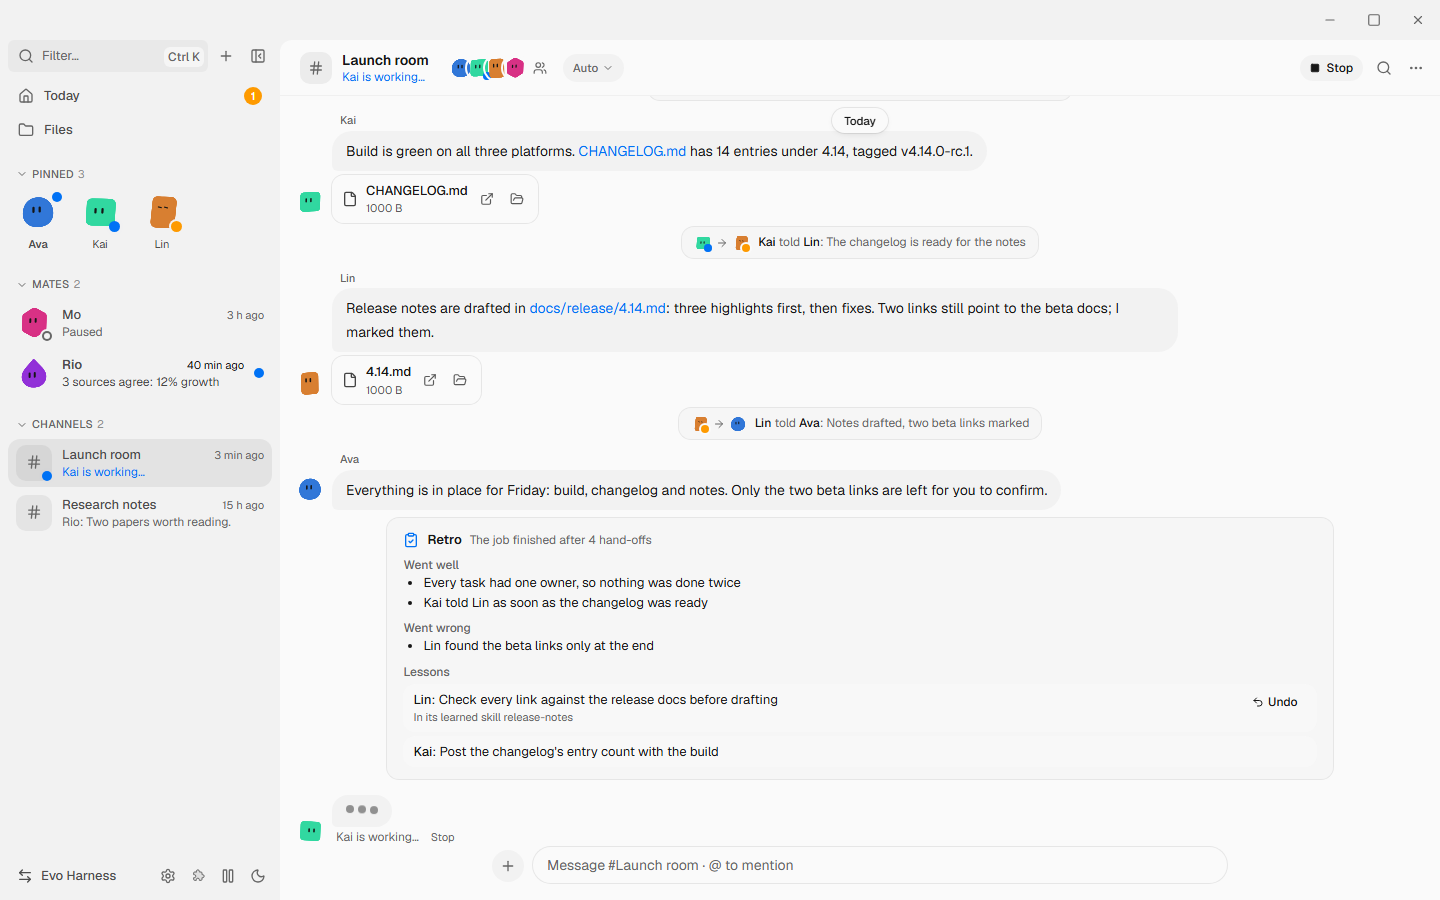 Filter...
Ctrl K
Today
1
Files
PINNED 3
Ava
Kai
Lin
MATES 2
Mo
3 h ago
Paused
Rio
40 min ago
3 sources agree: 12% growth
CHANNELS 2
Launch room
3 min ago
Kai is working...
Research notes
15 h ago
Rio: Two papers worth reading.
Evo Harness
Launch room
Kai is working...
Auto
Stop
Today
Kai
Build is green on all three platforms. CHANGELOG.md has 14 entries under 4.14, tagged v4.14.0-rc.1.
CHANGELOG.md
1000 B
Kai told Lin: The changelog is ready for the notes
Lin
Release notes are drafted in docs/release/4.14.md: three highlights first, then fixes. Two links still point to the beta docs; I
marked them.
4.14.md
1000 B
Lin told Ava: Notes drafted, two beta links marked
Ava
Everything is in place for Friday: build, changelog and notes. Only the two beta links are left for you to confirm.
Retro The job finished after 4 hand-offs
Went well
• Every task had one owner, so nothing was done twice
• Kai told Lin as soon as the changelog was ready
Went wrong
• Lin found the beta links only at the end
Lessons
Lin: Check every link against the release docs before drafting
In its learned skill release-notes
Undo
Kai: Post the changelog's entry count with the build
Kai is working... Stop
Message #Launch room · @ to mention